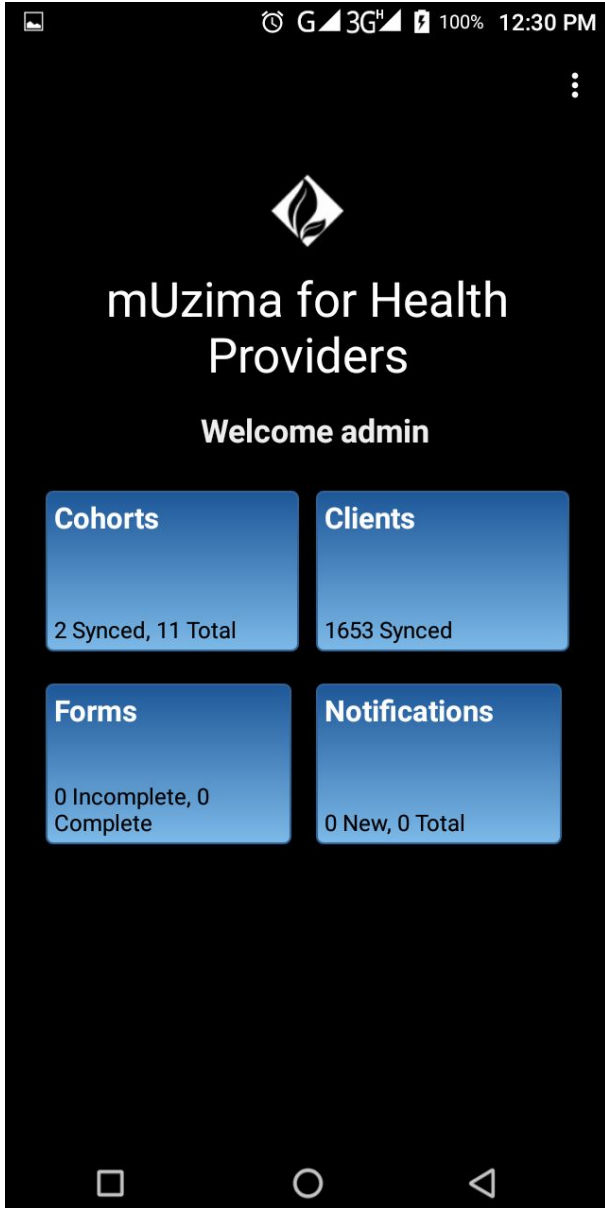 G 3G H 100% 12:30 PM
mUzima for Health
Providers
Welcome admin
Cohorts
2 Synced, 11 Total
Clients
1653 Synced
Forms
0 Incomplete, 0
Complete
Notifications
0 New, 0 Total